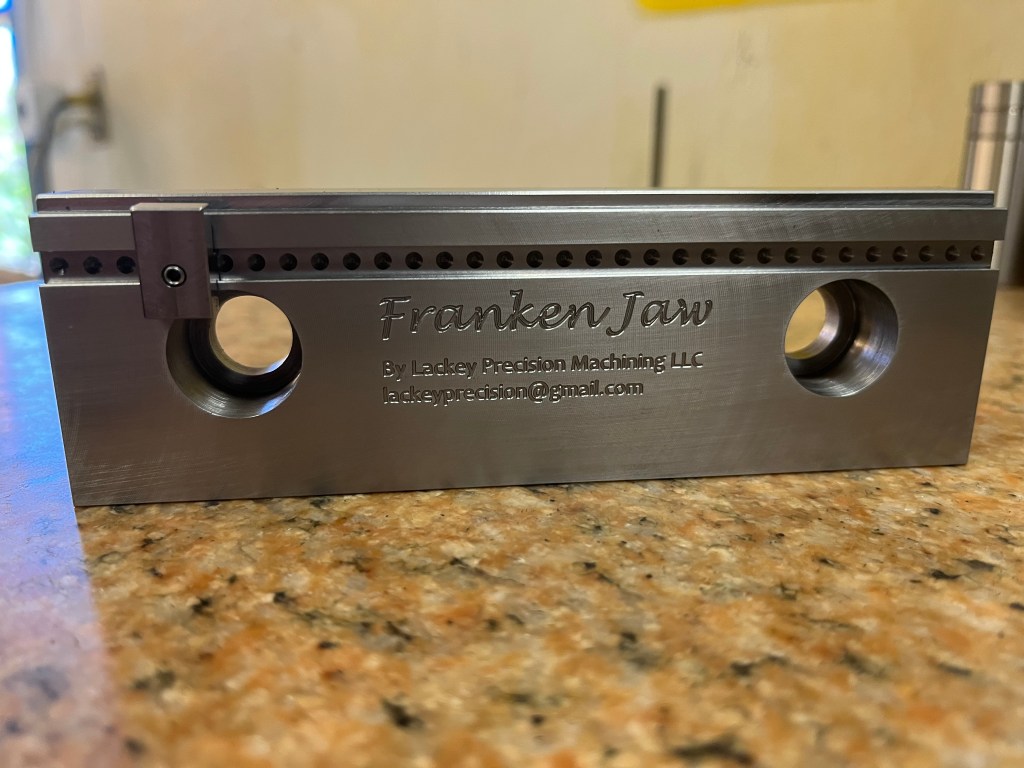 Franken Jaw
By Lackey Precision Machining LLC
lackeyprecision@gmail.com